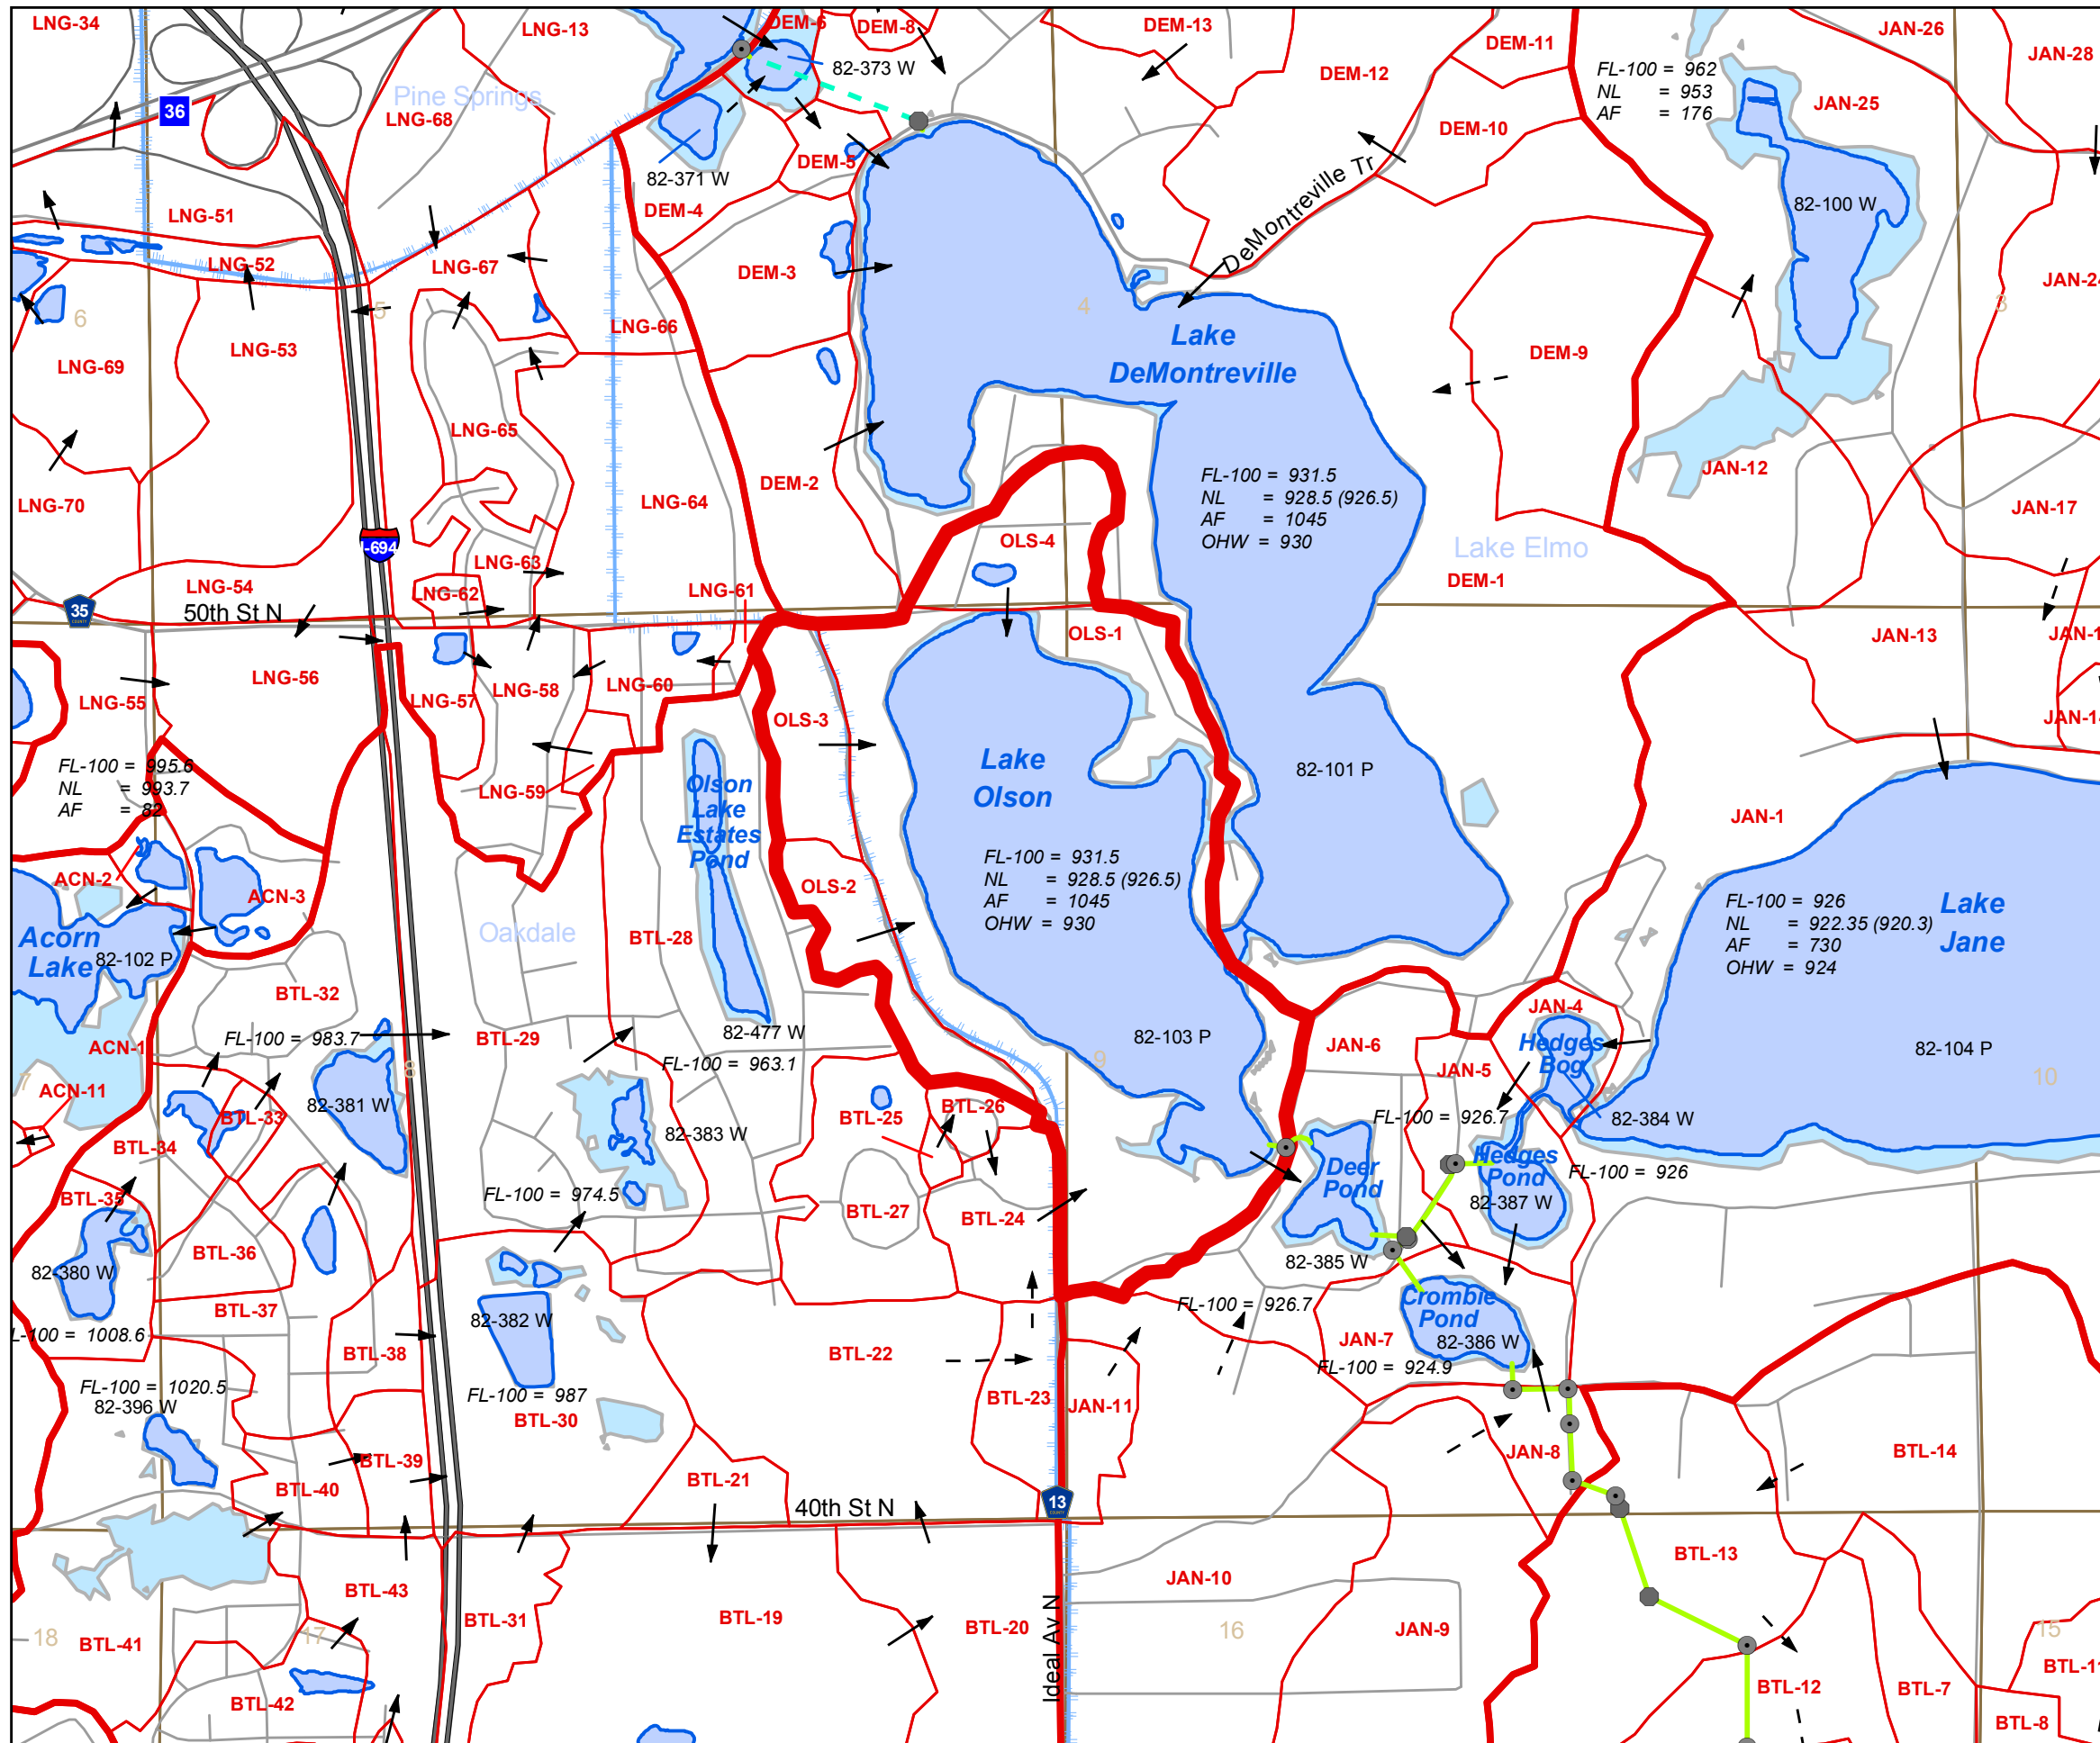 LNG-34
LNG-13
DEM-6
DEM-8
DEM-13
DEM-11
JAN-26
JAN-28
36
Pine Springs
LNG-68
82-373 W
DEM-12
FL-100 = 962
NL = 953
AF = 176
JAN-25
DEM-10
DEM-5
82-371 W
DEM-4
LNG-51
DeMontreville Tr
82-100 W
LNG-52
LNG-67
DEM-3
JAN-24
6
5
4
3
LNG-66
LNG-53
LNG-69
Lake
DeMontreville
DEM-9
LNG-65
LNG-70
LNG-64
DEM-2
JAN-12
JAN-17
FL-100 = 931.5
NL = 928.5 (926.5)
AF = 1045
OHW = 930
I-694
OLS-4
Lake Elmo
LNG-63
LNG-54
LNG-62
LNG-61
DEM-1
35
COUNTY
50th St N
OLS-1
JAN-13
LNG-56
LNG-55
LNG-57
LNG-58
LNG-60
OLS-3
JAN-14
FL-100 = 995.6
NL = 993.7
AF = 82
LNG-59
Olson
Lake
Estates
Pond
Lake
Olson
82-101 P
JAN-1
ACN-2
ACN-3
OLS-2
FL-100 = 931.5
NL = 928.5 (926.5)
AF = 1045
OHW = 930
FL-100 = 926
NL = 922.35 (920.3)
AF = 730
OHW = 924
Lake
Jane
Acorn
Lake
82-102 P
Oakdale
BTL-28
BTL-32
JAN-4
82-477 W
82-103 P
ACN-1
FL-100 = 983.7
BTL-29
FL-100 = 963.1
JAN-6
JAN-5
Hedges
Bog
82-104 P
7
8
9
10
ACN-11
82-381 W
BTL-33
BTL-25
BTL-26
FL-100 = 926.7
82-384 W
BTL-34
82-383 W
Deer
Pond
Hedges
Pond
FL-100 = 926
BTL-35
FL-100 = 974.5
BTL-27
BTL-24
82-387 W
BTL-36
82-380 W
82-385 W
BTL-37
82-382 W
FL-100 = 926.7
Crombie
Pond
82-386 W
L-100 = 1008.6
BTL-38
BTL-22
JAN-7
FL-100 = 924.9
FL-100 = 1020.5
82-396 W
FL-100 = 987
BTL-30
BTL-23
JAN-11
BTL-39
BTL-40
BTL-21
JAN-8
BTL-14
40th St N
13
COUNTY
BTL-13
BTL-43
JAN-10
BTL-31
BTL-19
BTL-20
Ideal Av N
JAN-9
18
17
16
15
BTL-41
BTL-42
BTL-12
BTL-7
BTL-11
BTL-8